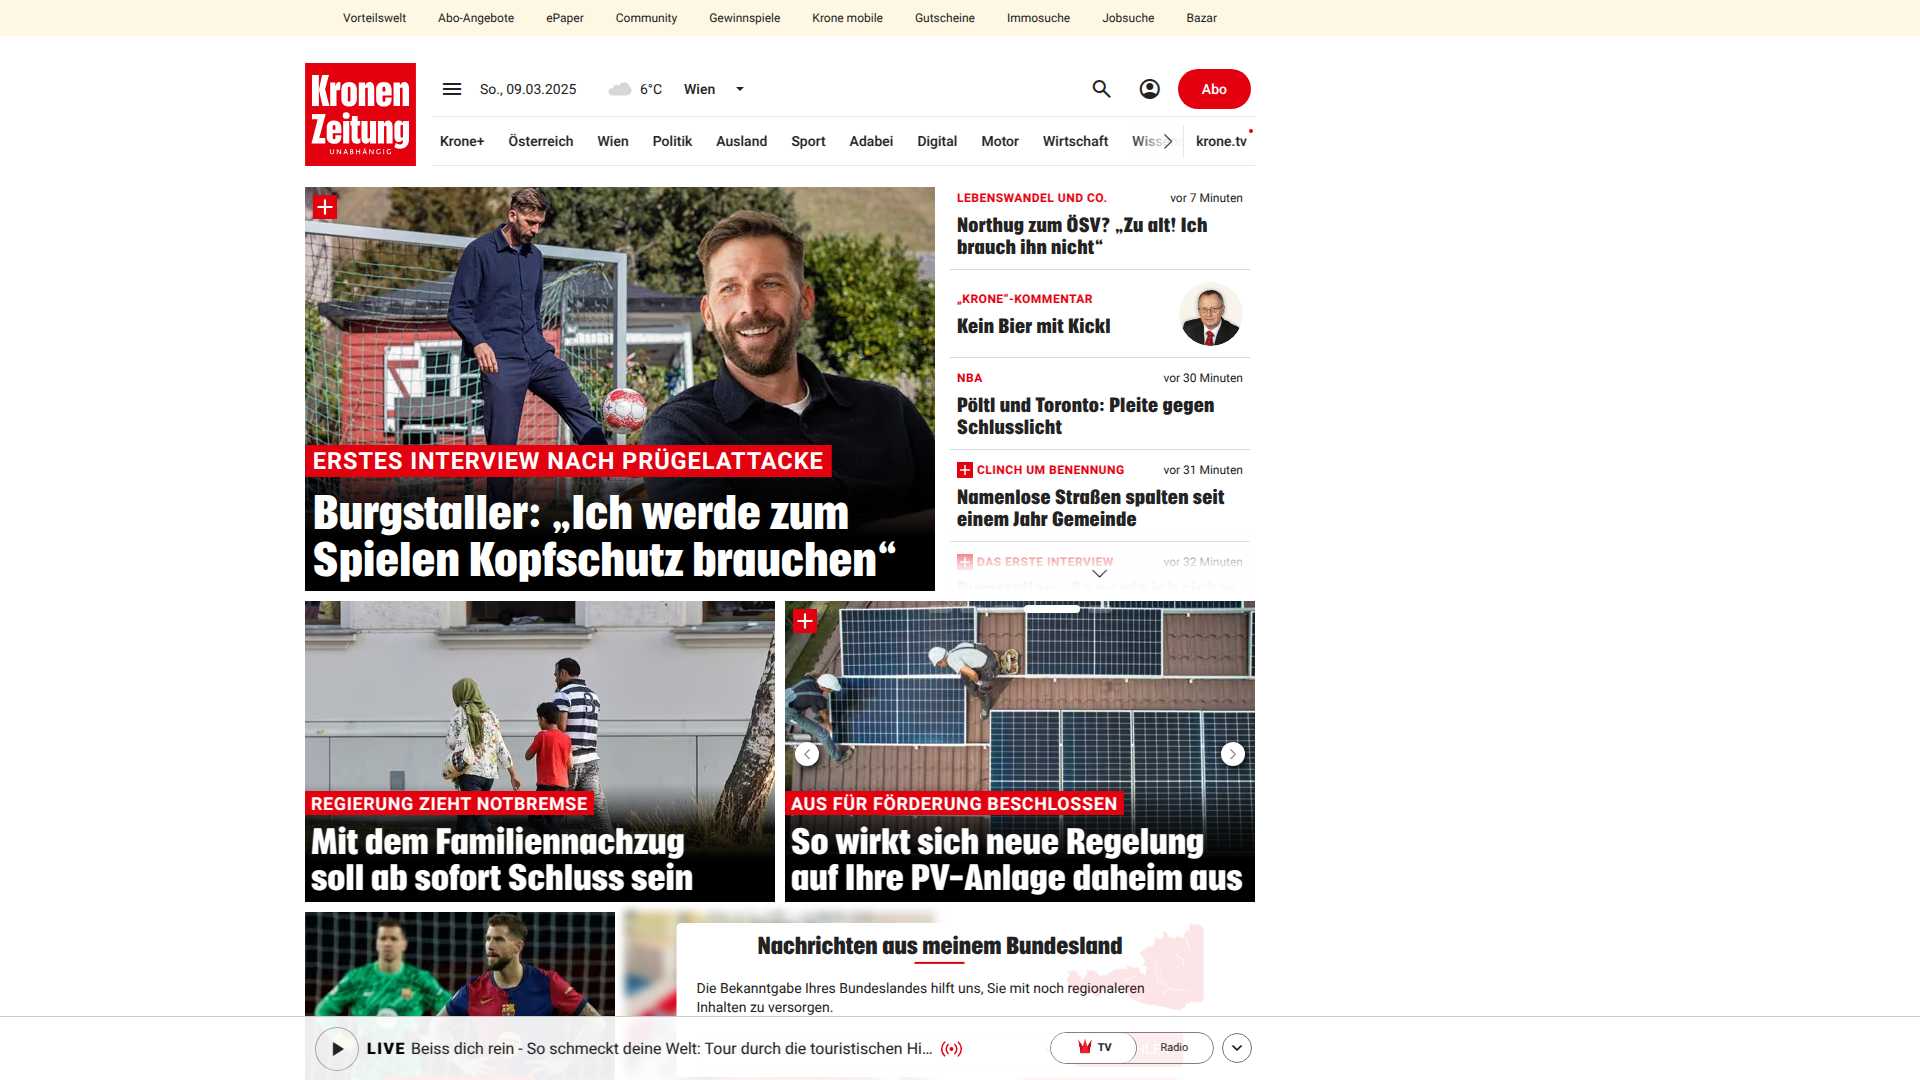 Vorteilswelt Abo-Angebote ePaper Community Gewinnspiele Krone mobile Gutscheine Immosuche Jobsuche Bazar
Kronen
Zeitung
UNABHÄNGIG
So., 09.03.2025 6°C Wien
Abo
Krone+ Österreich Wien Politik Ausland Sport Adabei Digital Motor Wirtschaft krone.tv
ERSTES INTERVIEW NACH PRÜGELATTACKE
Burgstaller: „Ich werde zum
Spielen Kopfschutz brauchen“
LEBENSWANDEL UND CO. vor 7 Minuten
Northug zum ÖSV? „Zu alt! Ich
brauch ihn nicht“
„KRONE“-KOMMENTAR
Kein Bier mit Kickl
NBA vor 30 Minuten
Pöltl und Toronto: Pleite gegen
Schlusslicht
CLINCH UM BENENNUNG vor 31 Minuten
Namenlose Straßen spalten seit
einem Jahr Gemeinde
DAS ERSTE INTERVIEW vor 32 Minuten
REGIERUNG ZIEHT NOTBREMSE
Mit dem Familiennachzug
soll ab sofort Schluss sein
AUS FÜR FÖRDERUNG BESCHLOSSEN
So wirkt sich neue Regelung
auf Ihre PV-Anlage daheim aus
Nachrichten aus meinem Bundesland
Die Bekanntgabe Ihres Bundeslandes hilft uns, Sie mit noch regionaleren
Inhalten zu versorgen.
LIVE Beiss dich rein - So schmeckt deine Welt: Tour durch die touristischen Hi...
TV Radio